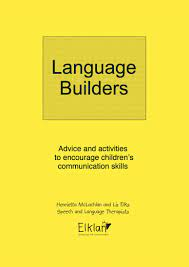 Language
Builders
Advice and activities
to encourage children's
communication skills
Henrietta McLachlan and Liz Elks
Speech and Language Therapists
Elklan